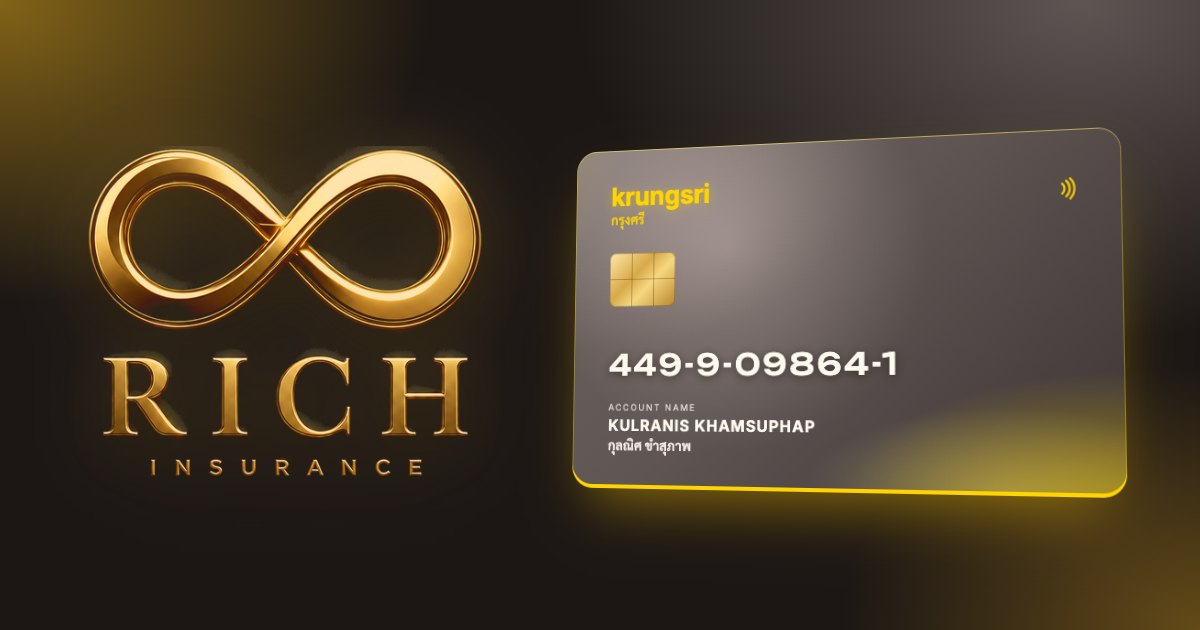 RICH
INSURANCE
krungsri
กรุงศรี
449-9-09864-1
ACCOUNT NAME
KULRANIS KHAMSUPHAP
กุลณิศ ขำสุภาพ